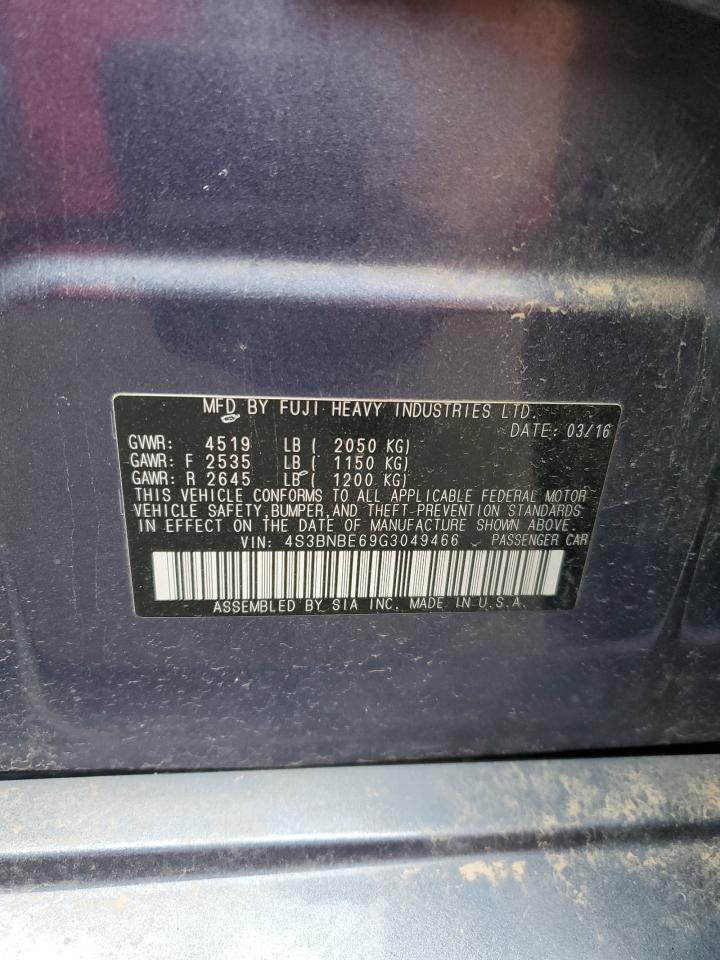 MFD. BY FUJI HEAVY INDUSTRIES LTD.
DATE: 03/16
GVWR: 4519 LB ( 2050 KG)
GAWR: F 2535 LB ( 1150 KG)
GAWR: R 2645 LB ( 1200 KG)
THIS VEHICLE CONFORMS TO ALL APPLICABLE FEDERAL MOTOR
VEHICLE SAFETY, BUMPER, AND THEFT-PREVENTION STANDARDS
IN EFFECT ON THE DATE OF MANUFACTURE SHOWN ABOVE.
VIN: 4S3BNBE69G3049466 PASSENGER CAR
ASSEMBLED BY SIA INC. MADE IN U.S.A.